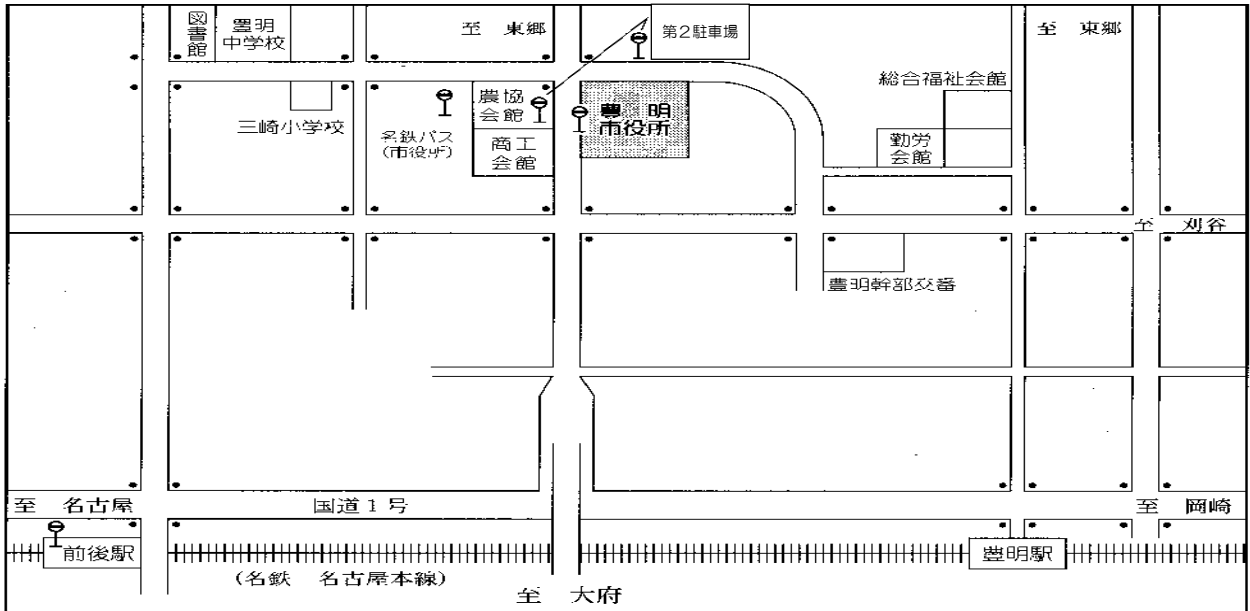 図書館
豊明
中学校
至 東郷
第2駐車場
至 東郷
総合福祉会館
三崎小学校
名鉄バス
(市役所)
農協
会館
商工
会館
豊明
市役所
勤労
会館
至 刈谷
豊明幹部交番
至 名古屋
国道1号
至 岡崎
前後駅
豊明駅
(名鉄 名古屋本線)
至 大府